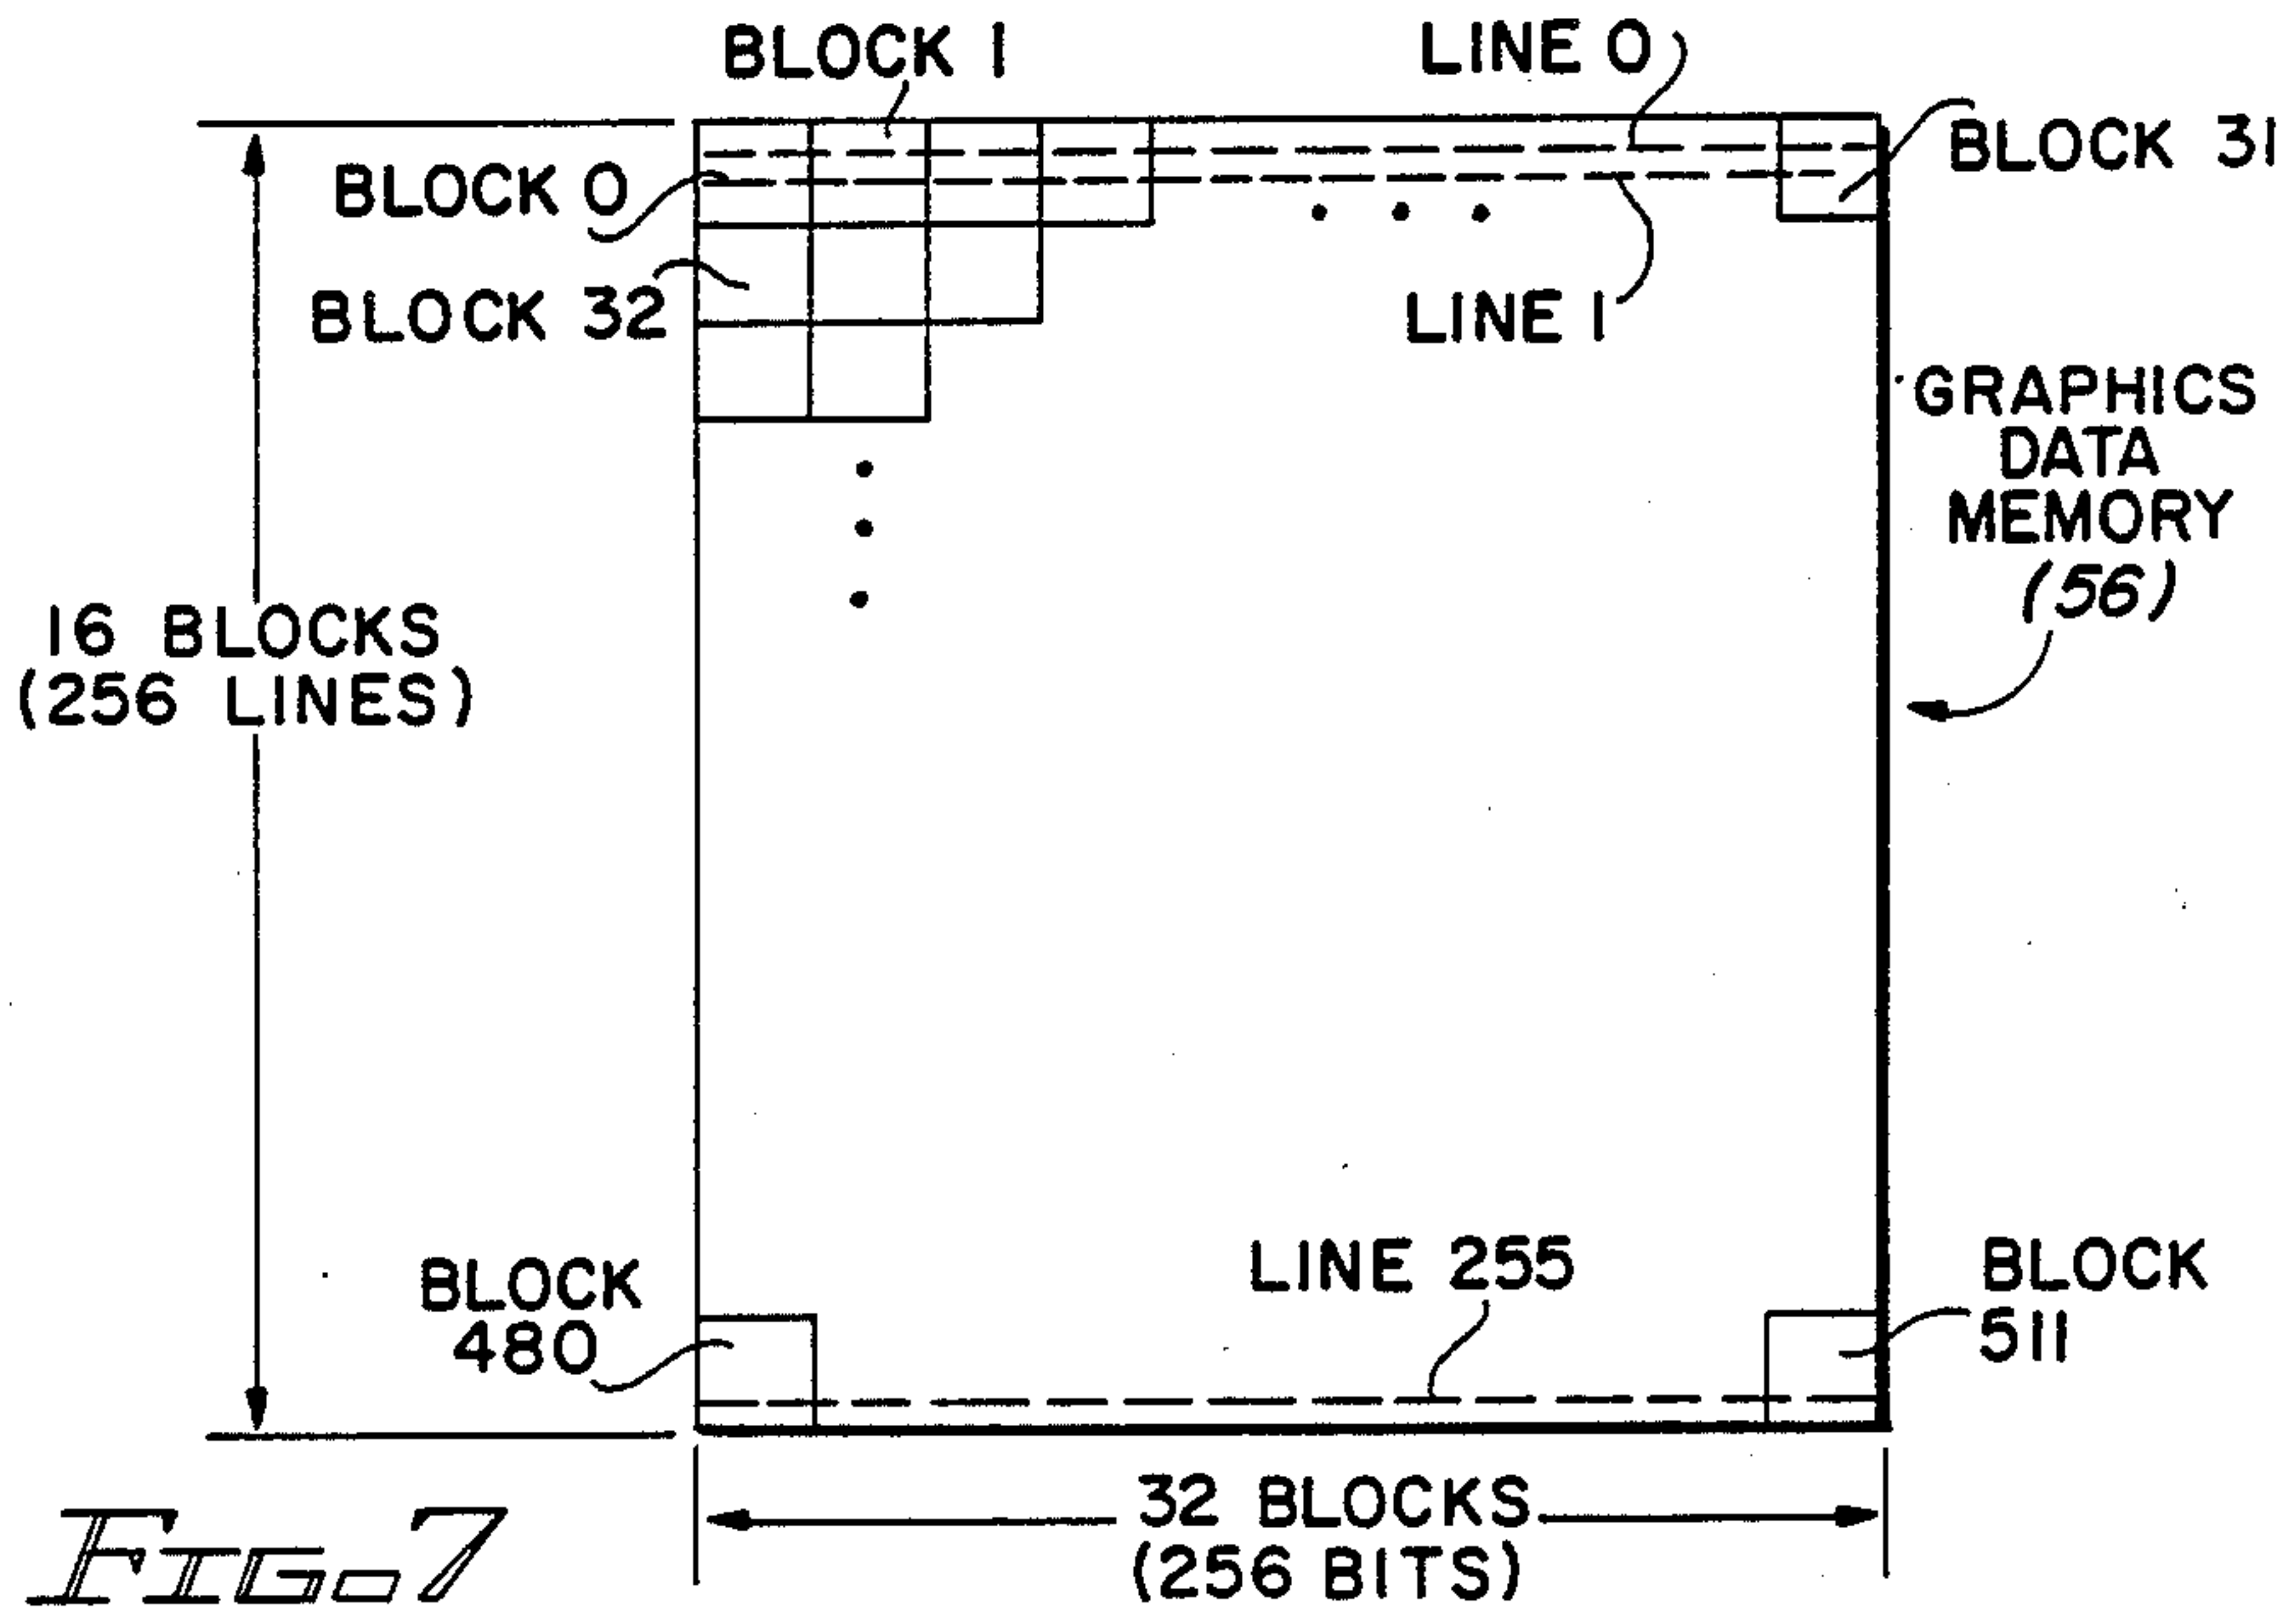 BLOCK 1
LINE 0
BLOCK 31
BLOCK 0
BLOCK 32
LINE 1
GRAPHICS
DATA
MEMORY
(56)
16 BLOCKS
(256 LINES)
BLOCK
480
LINE 255
BLOCK
511
32 BLOCKS
(256 BITS)
FIG. 7